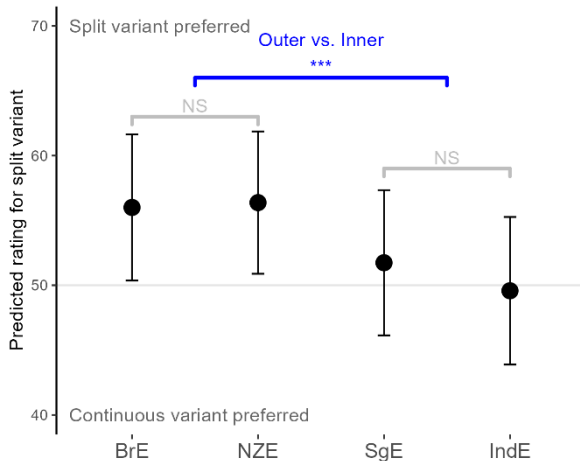 70
Split variant preferred
Outer vs. Inner
***
NS
60
NS
Predicted rating for split variant
50
40
Continuous variant preferred
BrE NZE SgE IndE